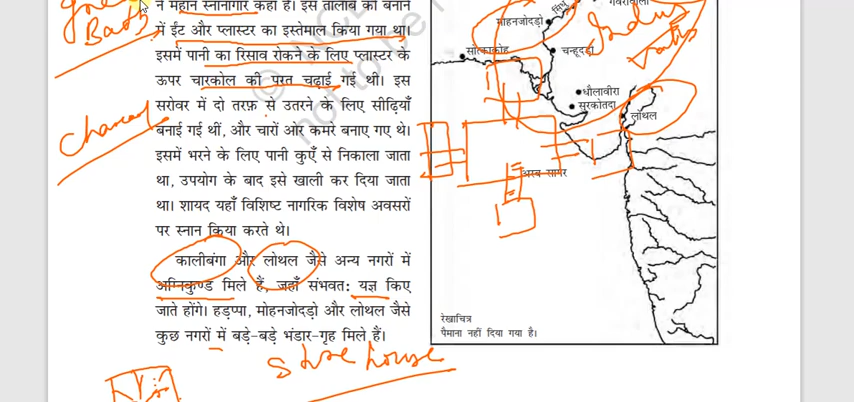 ने महान स्नानागार कहा है। इस तालाब को बनाने
में ईंट और प्लास्टर का इस्तेमाल किया गया था।
इसमें पानी का रिसाव रोकने के लिए प्लास्टर के
ऊपर चारकोल की परत चढ़ाई गई थी। इस
सरोवर में दो तरफ़ से उतरने के लिए सीढ़ियाँ
बनाई गई थीं, और चारों ओर कमरे बनाए गए थे।
इसमें भरने के लिए पानी कुएँ से निकाला जाता
था, उपयोग के बाद इसे खाली कर दिया जाता
था। शायद यहाँ विशिष्ट नागरिक विशेष अवसरों
पर स्नान किया करते थे।
कालीबंगा और लोथल जैसे अन्य नगरों में
अग्निकुण्ड मिले हैं, जहाँ संभवत: यज्ञ किए
जाते होंगे। हड़प्पा, मोहनजोदड़ो और लोथल जैसे
कुछ नगरों में बड़े-बड़े भंडार-गृह मिले हैं।
Great
Bath
Charcoal
Store house
मोहनजोदड़ो
सोत्काकोह
चन्हूदड़ो
धौलावीरा
सुरकोतदा
लोथल
अरब सागर
Indus
रेखाचित्र
पैमाना नहीं दिया गया है।